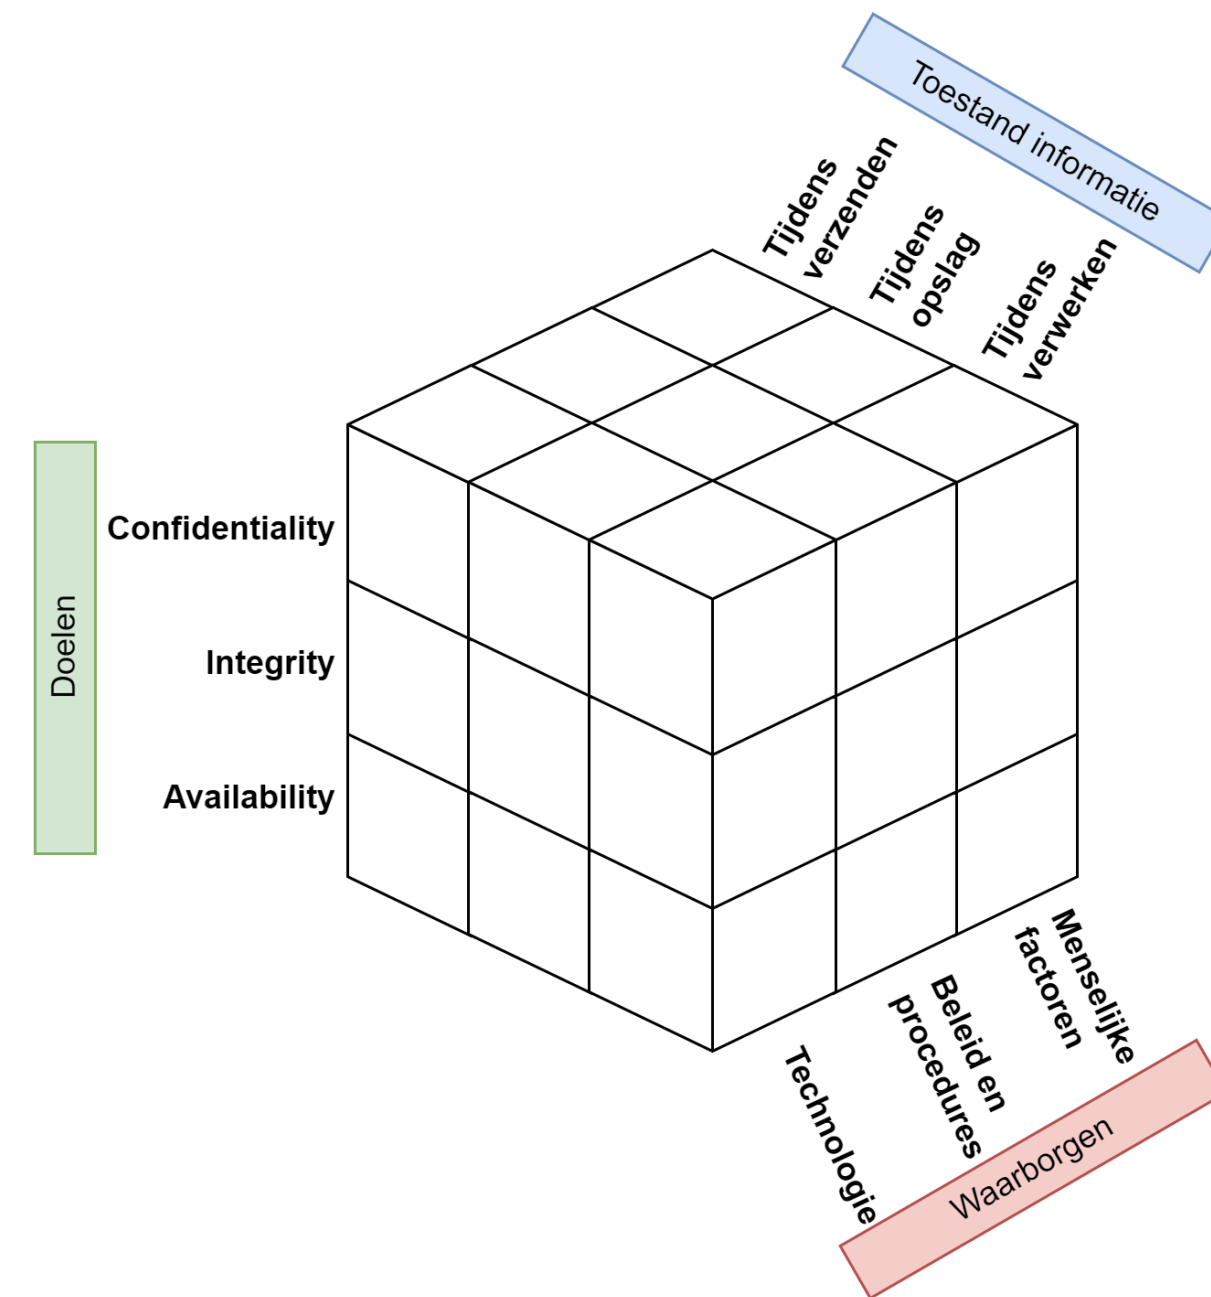 Toestand informatie
Tijdens
verzenden
Tijdens
opslag
Tijdens
verwerken
Doelen
Confidentiality
Integrity
Availability
Technologie
Beleid en
procedures
Menselijke
factoren
Waarborgen